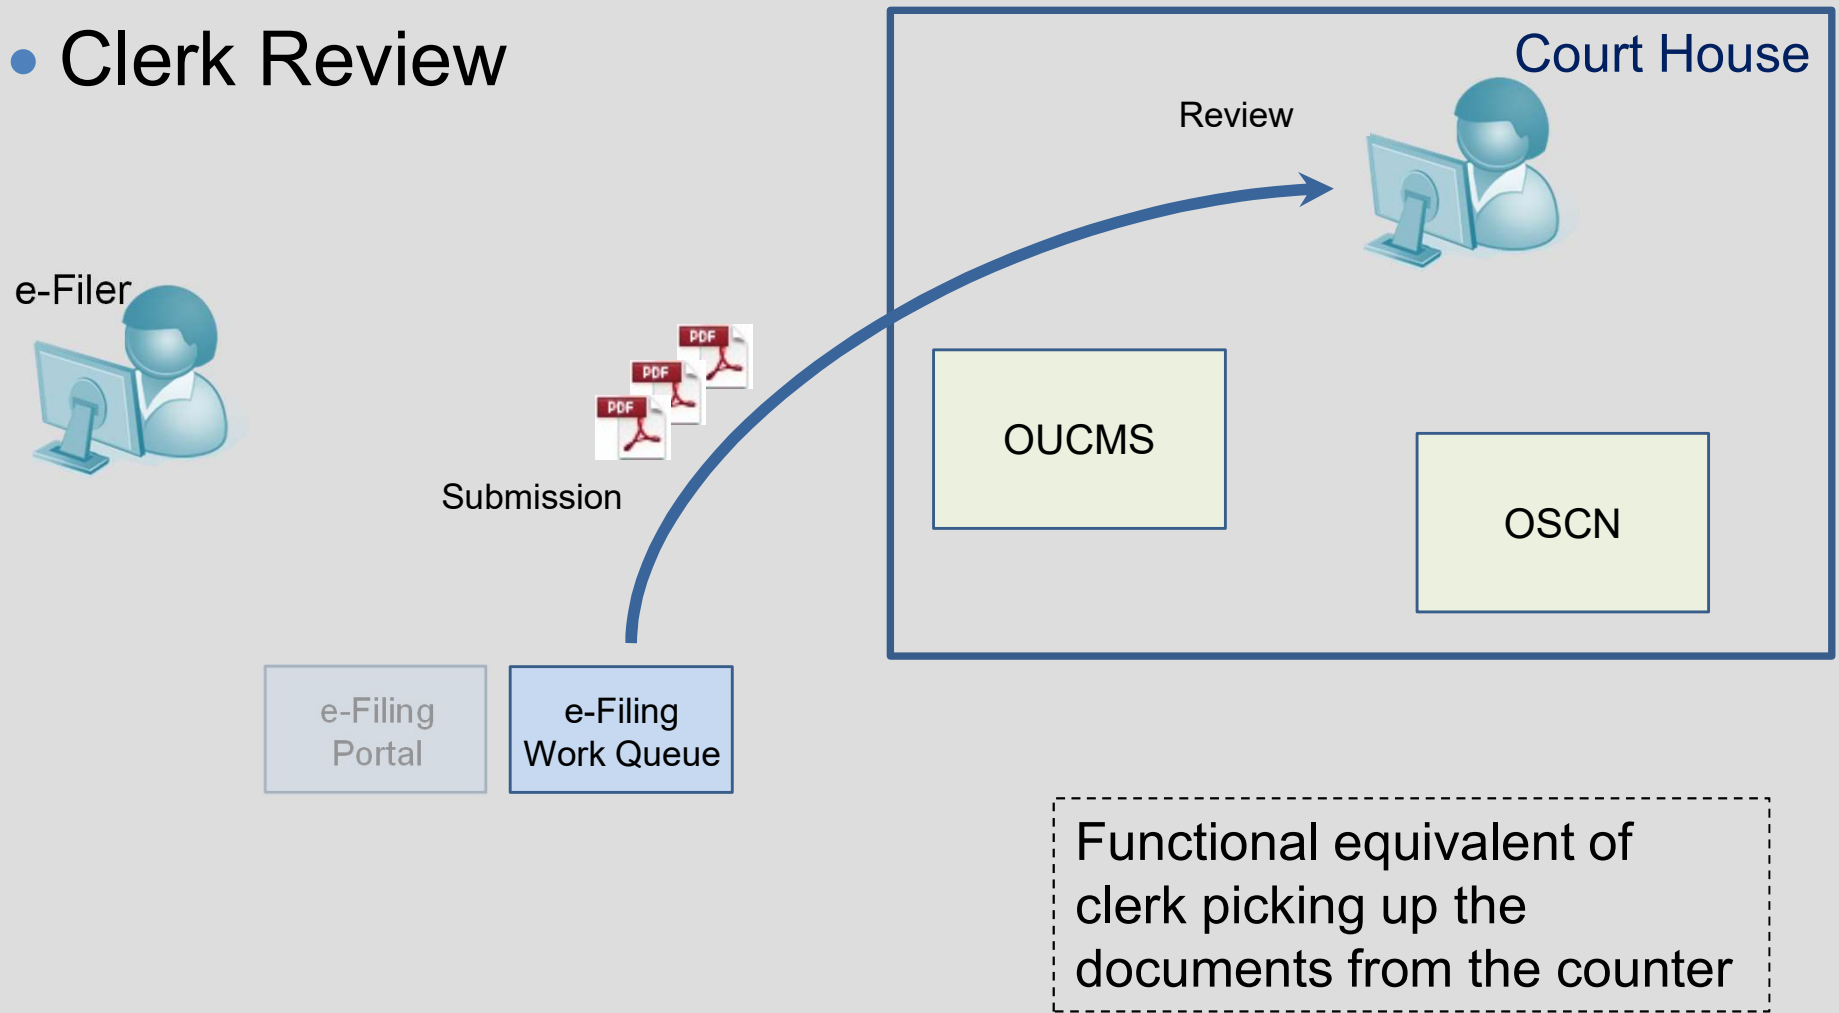 • Clerk Review
Court House
Review
e-Filer
PDF
PDF
PDF
Submission
OUCMS
OSCN
e-Filing
Portal
e-Filing
Work Queue
Functional equivalent of
clerk picking up the
documents from the counter